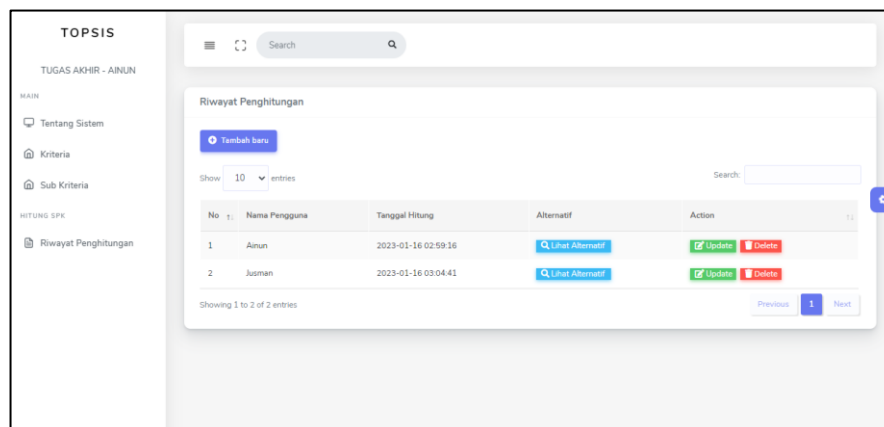 TOPSIS
TUGAS AKHIR - AINUN
MAIN
Tentang Sistem
Kriteria
Sub Kriteria
HITUNG SPK
Riwayat Penghitungan
Search
Riwayat Penghitungan
Tambah baru
Show 10 entries
Search:
No Nama Pengguna Tanggal Hitung Alternatif Action
1 Ainun 2023-01-16 02:59:16 Lihat Alternatif Update Delete
2 Jusman 2023-01-16 03:04:41 Lihat Alternatif Update Delete
Showing 1 to 2 of 2 entries
Previous 1 Next